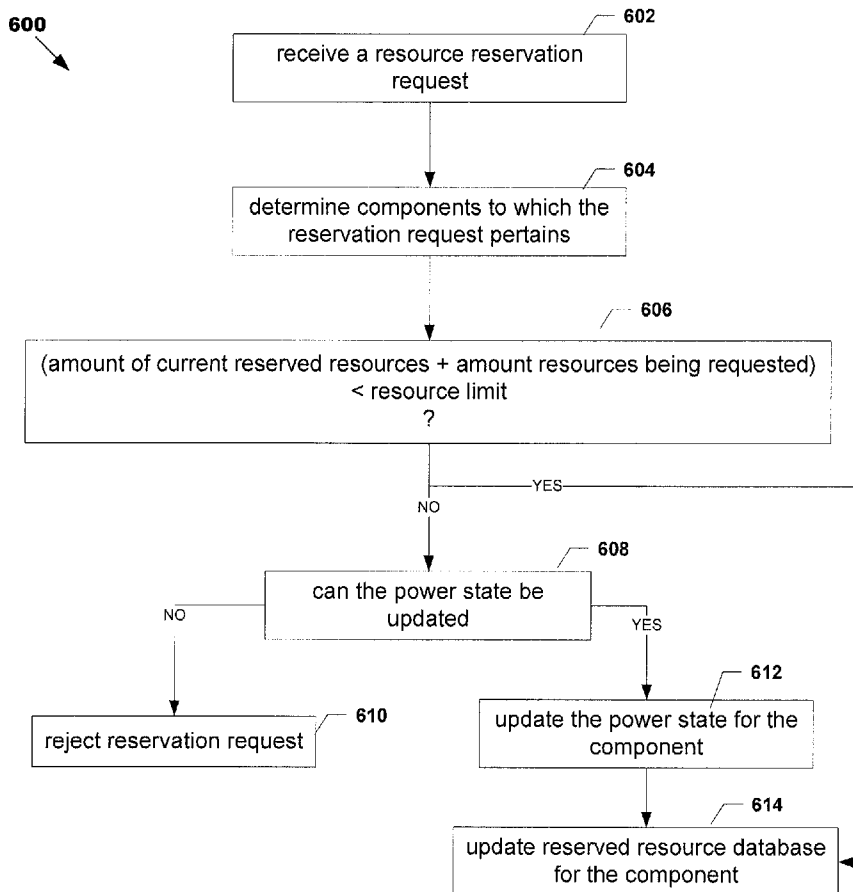 600
602
receive a resource reservation
request
604
determine components to which the
reservation request pertains
606
(amount of current reserved resources + amount resources being requested)
< resource limit
?
YES
NO
608
can the power state be
updated
NO
YES
612
update the power state for the
component
610
reject reservation request
614
update reserved resource database
for the component